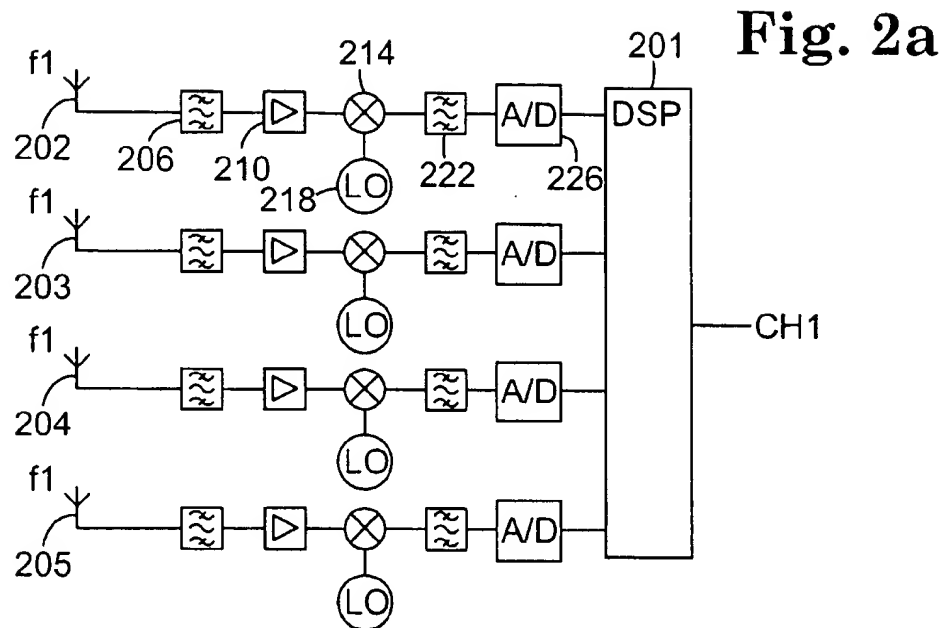 Fig. 2a
214
201
f1
A/D
DSP
202
206
210
218
LO
222
226
f1
A/D
203
LO
CH1
f1
A/D
204
LO
f1
A/D
205
LO